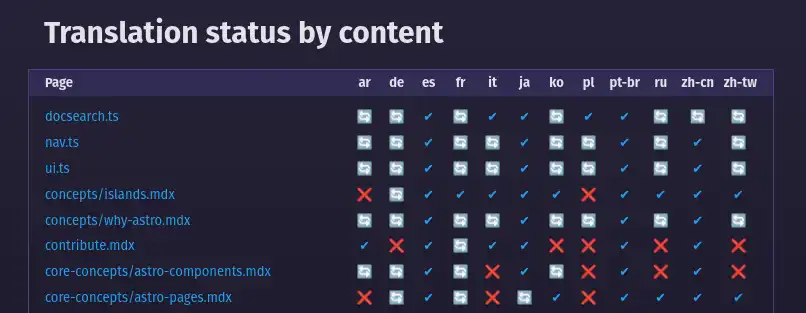 Translation status by content
Page ar de es fr it ja ko pl pt-br ru zh-cn zh-tw
docsearch.ts 🔄 🔄 ✔ 🔄 ✔ ✔ 🔄 ✔ ✔ 🔄 🔄 🔄
nav.ts 🔄 🔄 ✔ 🔄 🔄 ✔ 🔄 🔄 ✔ 🔄 ✔ 🔄
ui.ts 🔄 🔄 ✔ 🔄 🔄 ✔ 🔄 🔄 ✔ 🔄 ✔ 🔄
concepts/islands.mdx ❌ 🔄 ✔ ✔ ✔ ✔ ✔ ❌ ✔ ✔ ✔ ✔
concepts/why-astro.mdx 🔄 🔄 ✔ 🔄 🔄 ✔ 🔄 🔄 ✔ 🔄 ✔ 🔄
contribute.mdx ✔ ❌ ✔ 🔄 ✔ ✔ ❌ ❌ ✔ ❌ ✔ ❌
core-concepts/astro-components.mdx 🔄 🔄 ✔ 🔄 ❌ ✔ 🔄 ❌ ✔ ❌ ✔ ❌
core-concepts/astro-pages.mdx ❌ 🔄 ✔ 🔄 ❌ 🔄 ✔ ❌ ✔ ✔ ✔ ✔